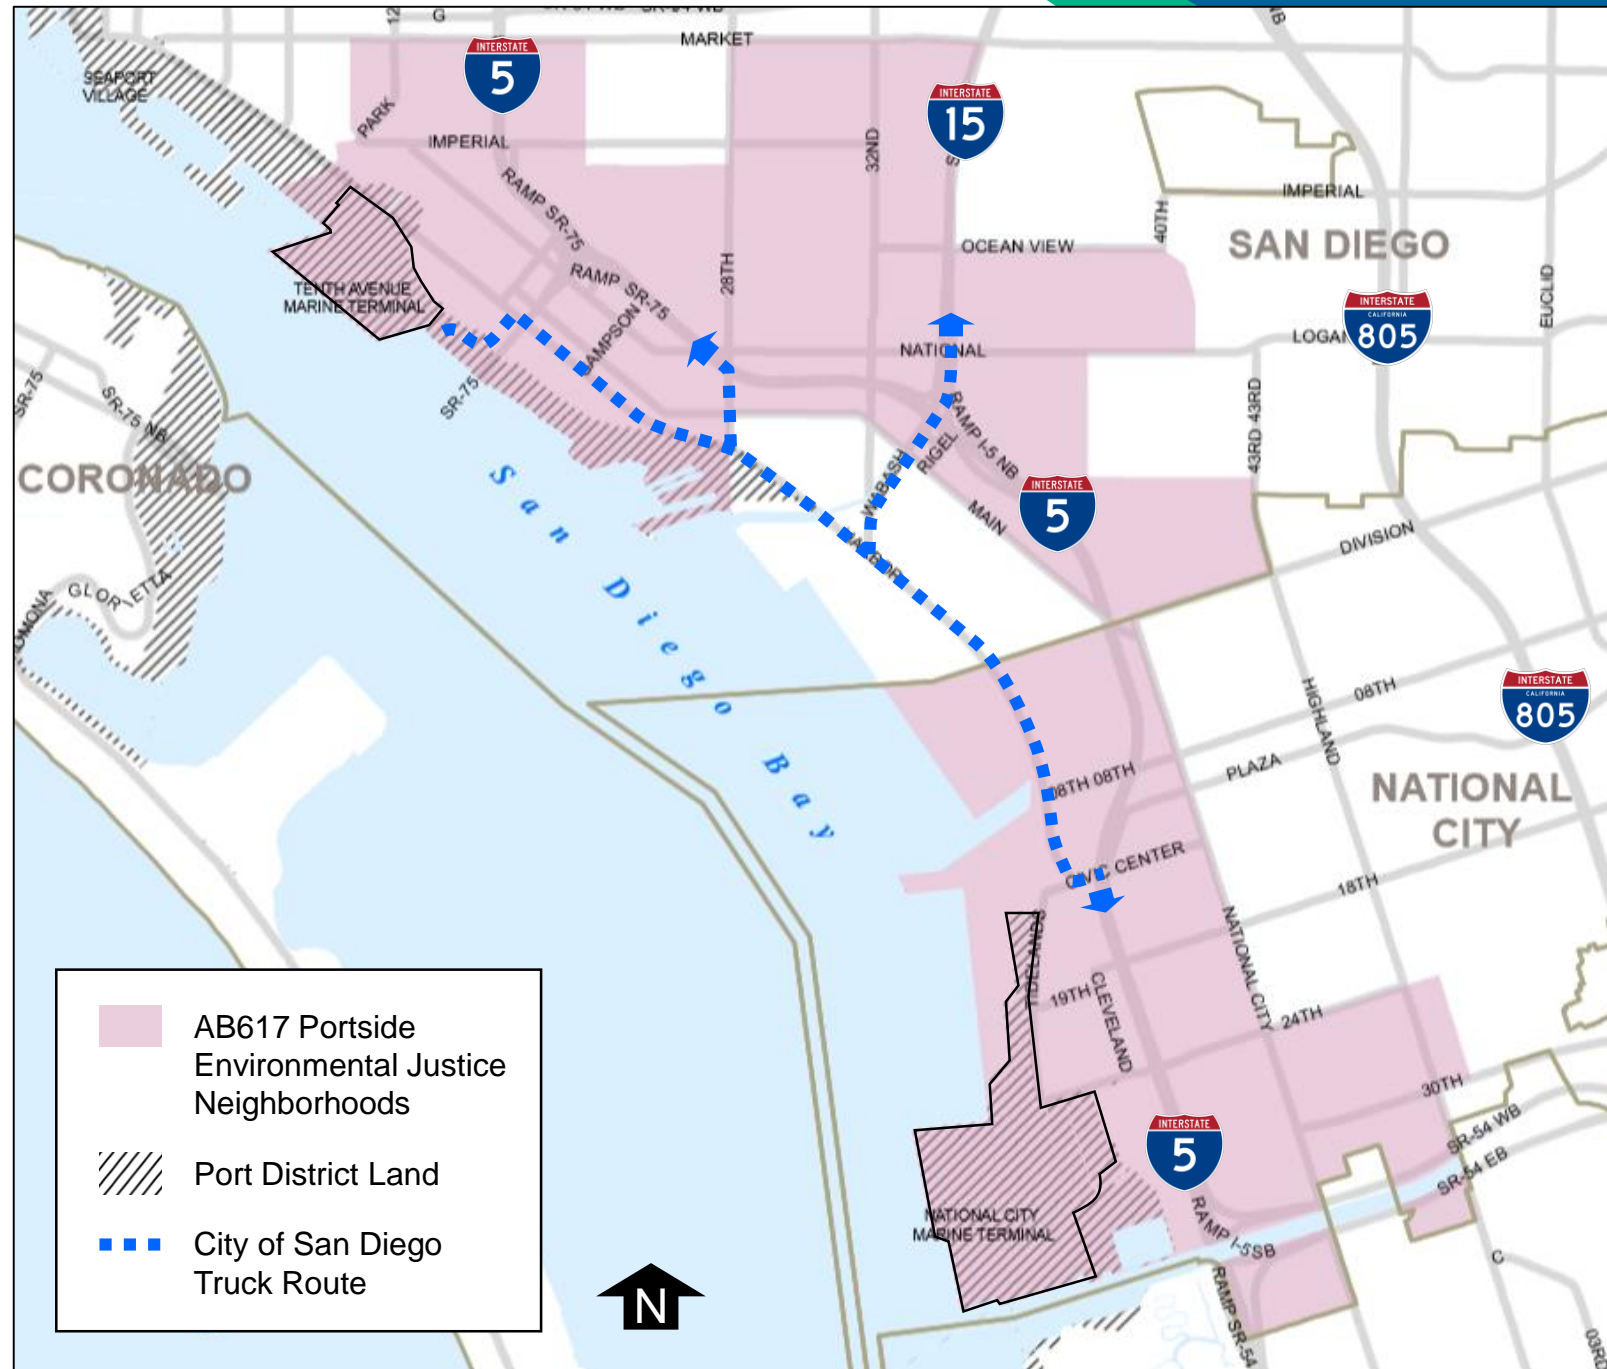 12
G
MARKET
NB
SEAPORT
VILLAGE
INTERSTATE
5
INTERSTATE
15
PARK
IMPERIAL
32ND
RAMP SR-75
28TH
RAMP SR-75
OCEAN VIEW
40TH
IMPERIAL
SAN DIEGO
EUCLID
TENTH AVENUE
MARINE TERMINAL
SAMPSON
NATIONAL
INTERSTATE
CALIFORNIA
805
SR-75
SR-75 NB
SR-75
CORONADO
WABASH
RIGEL
RAMP I-5 NB
43RD 43RD
MAIN
INTERSTATE
5
HARBOR
DIVISION
San Diego Bay
GLORIETTA
HIGHLAND
08TH
08TH 08TH
PLAZA
INTERSTATE
CALIFORNIA
805
NATIONAL
CITY
CIVIC CENTER
18TH
19TH
CLEVELAND
NATIONAL CITY
24TH
30TH
SR-54 WB
SR-54 EB
INTERSTATE
5
NATIONAL CITY
MARINE TERMINAL
RAMP I-5SB
RAMP SR-54
C
AB617 Portside
Environmental Justice
Neighborhoods
Port District Land
City of San Diego
Truck Route
N